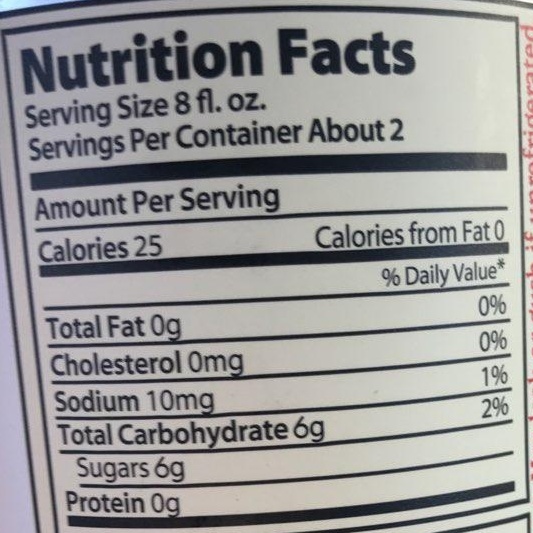 Nutrition Facts
Serving Size 8 fl. oz.
Servings Per Container About 2
Amount Per Serving
Calories 25 Calories from Fat 0
% Daily Value*
Total Fat 0g 0%
Cholesterol 0mg 0%
Sodium 10mg 1%
Total Carbohydrate 6g 2%
Sugars 6g
Protein 0g
if unrefrigerated